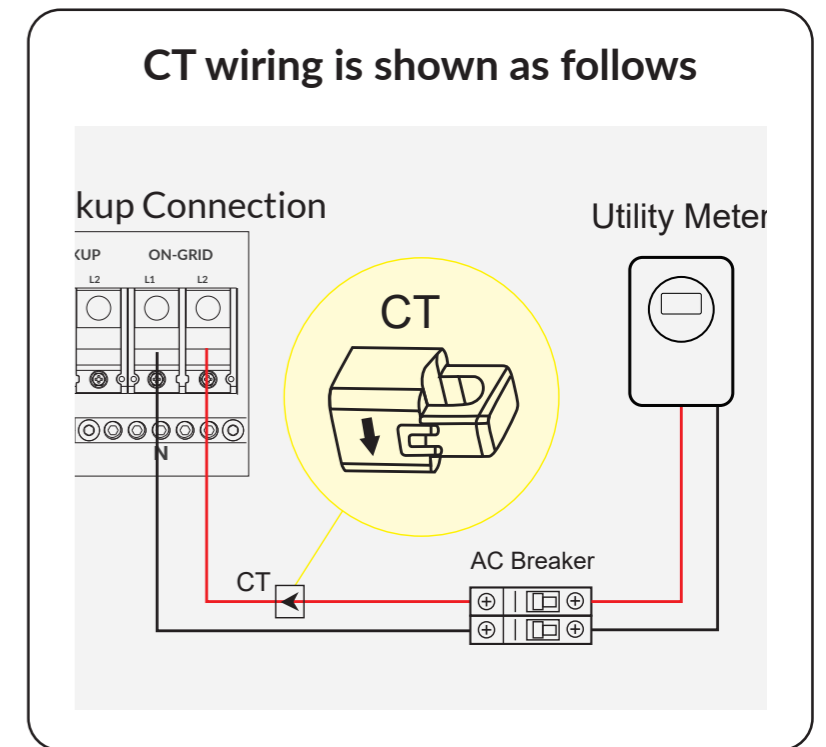 CT wiring is shown as follows
kup Connection
Utility Meter
KUP ON-GRID
L2 L1 L2
CT
N
AC Breaker
CT